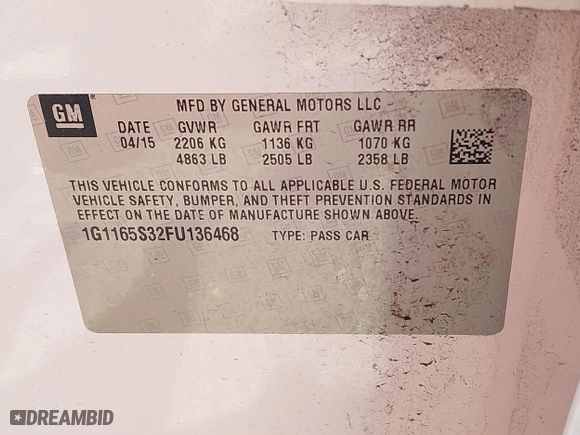 GM
MFD BY GENERAL MOTORS LLC
DATE GVWR GAWR FRT GAWR RR
04/15 2206 KG 1136 KG 1070 KG
4863 LB 2505 LB 2358 LB
THIS VEHICLE CONFORMS TO ALL APPLICABLE U.S. FEDERAL MOTOR
VEHICLE SAFETY, BUMPER, AND THEFT PREVENTION STANDARDS IN
EFFECT ON THE DATE OF MANUFACTURE SHOWN ABOVE.
1G1165S32FU136468 TYPE: PASS CAR
DREAMBID